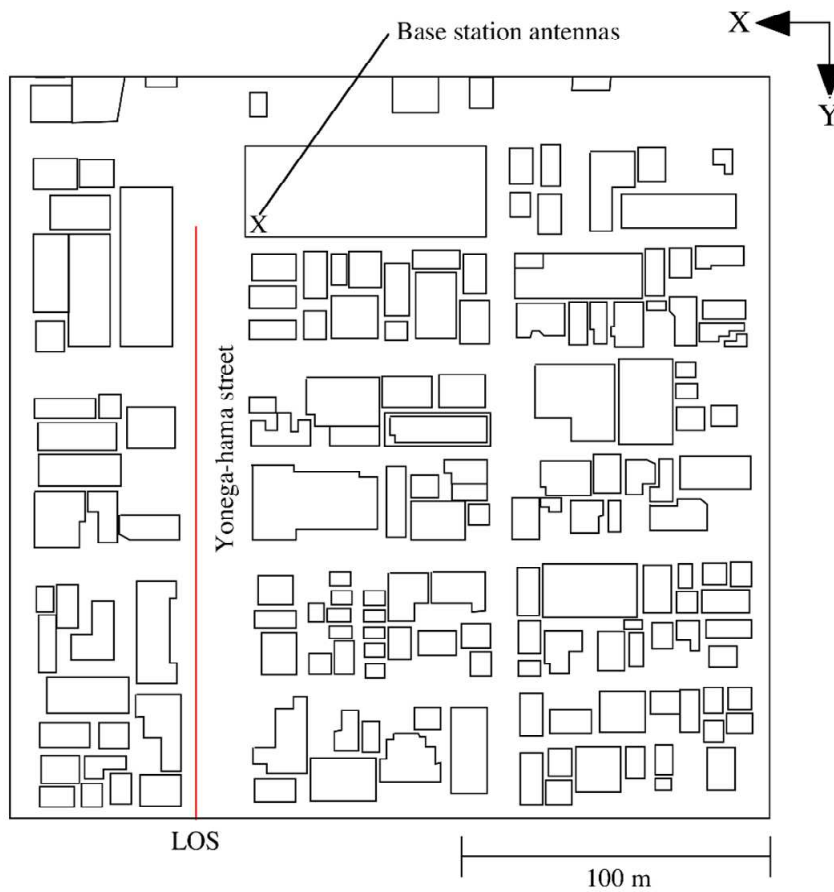 Base station antennas
X
Y
X
Yonega-hama street
LOS
100 m